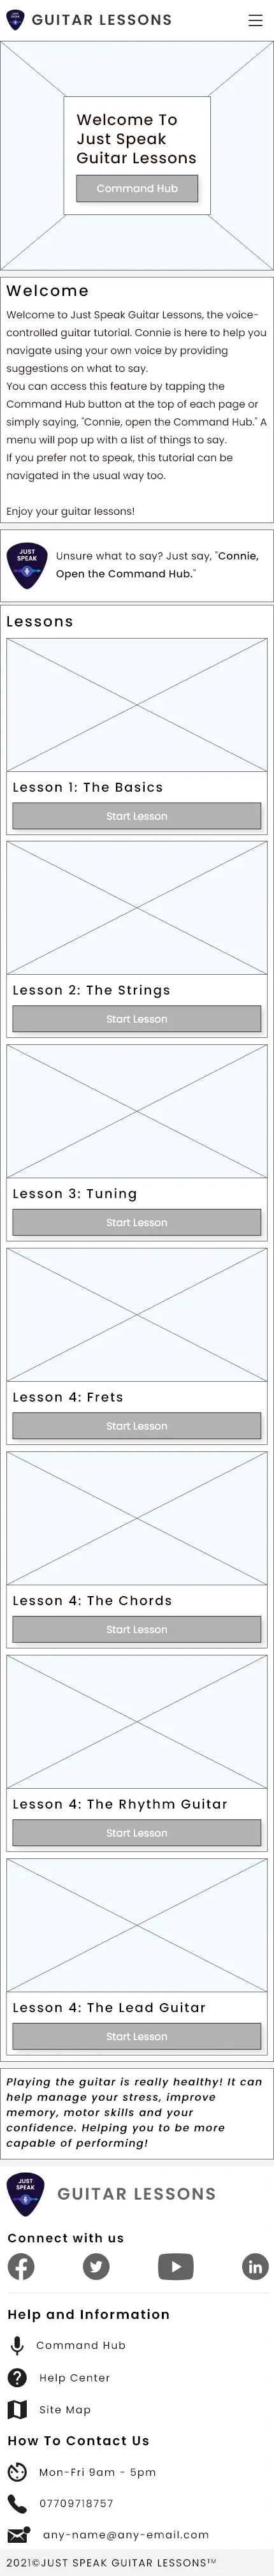 GUITAR LESSONS
Welcome To
Just Speak
Guitar Lessons
Command Hub
Welcome
Welcome to Just Speak Guitar Lessons, the voice-
controlled guitar tutorial. Connie is here to help you
navigate using your own voice by providing
suggestions on what to say.
You can access this feature by tapping the
Command Hub button at the top of each page or
simply saying, "Connie, open the Command Hub." A
menu will pop up with a list of things to say.
If you prefer not to speak, this tutorial can be
navigated in the usual way too.
Enjoy your guitar lessons!
JUST
SPEAK
Unsure what to say? Just say, "Connie,
Open the Command Hub."
Lessons
Lesson 1: The Basics
Start Lesson
Lesson 2: The Strings
Start Lesson
Lesson 3: Tuning
Start Lesson
Lesson 4: Frets
Start Lesson
Lesson 4: The Chords
Start Lesson
Lesson 4: The Rhythm Guitar
Start Lesson
Lesson 4: The Lead Guitar
Start Lesson
Playing the guitar is really healthy! It can
help manage your stress, improve
memory, motor skills and your
confidence. Helping you to be more
capable of performing!
JUST
SPEAK
GUITAR LESSONS
Connect with us
Help and Information
Command Hub
Help Center
Site Map
How To Contact Us
Mon-Fri 9am - 5pm
07709718757
any-name@any-email.com
2021©JUST SPEAK GUITAR LESSONS™